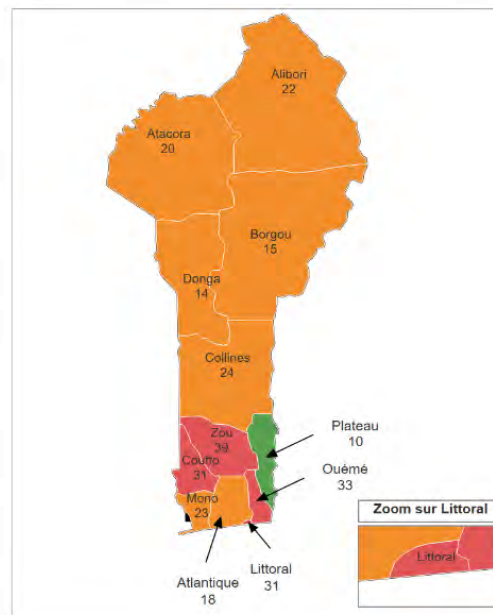 Alibori
22
Atacora
20
Borgou
15
Donga
14
Collines
24
Zou
39
Plateau
10
Couffo
31
Ouémé
33
Mono
23
Zoom sur Littoral
Littoral
Littoral
31
Atlantique
18